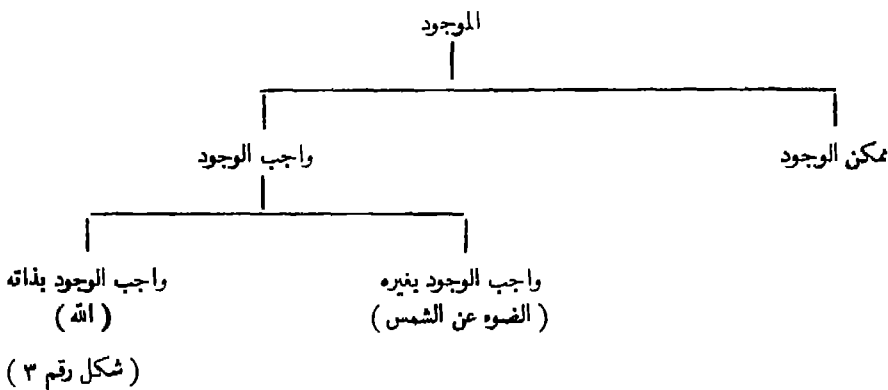 الموجود
ممكن الوجود
واجب الوجود
واجب الوجود بغيره
( الضوء عن الشمس )
واجب الوجود بذاته
( الله )
( شكل رقم ٣ )